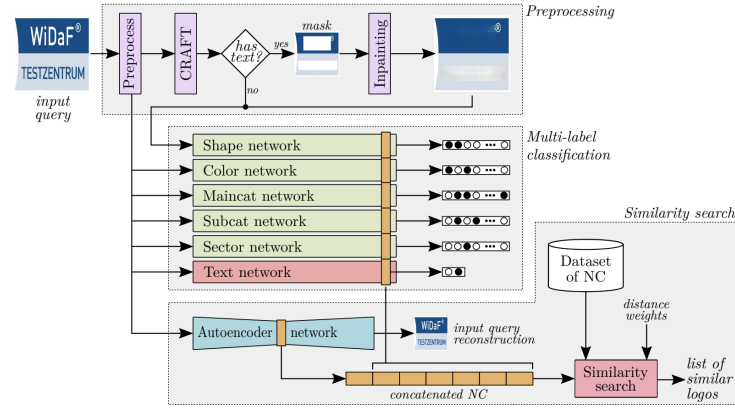 Preprocessing
WiDaF®
TESTZENTRUM
input
query
Preprocess
CRAFT
has
text?
yes
no
mask
Inpainting
®
Multi-label
classification
Shape network
Color network
Maincat network
Subcat network
Sector network
Text network
Similarity search
Dataset
of NC
distance
weights
Autoencoder network
WiDaF®
TESTZENTRUM
input query
reconstruction
concatenated NC
Similarity
search
list of
similar
logos